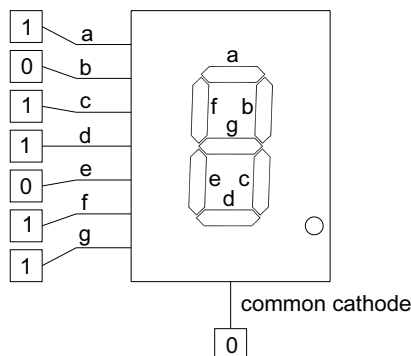 1 a
0 b
1 c
1 d
0 e
1 f
1 g
a
f b
g
e c
d
common cathode
0